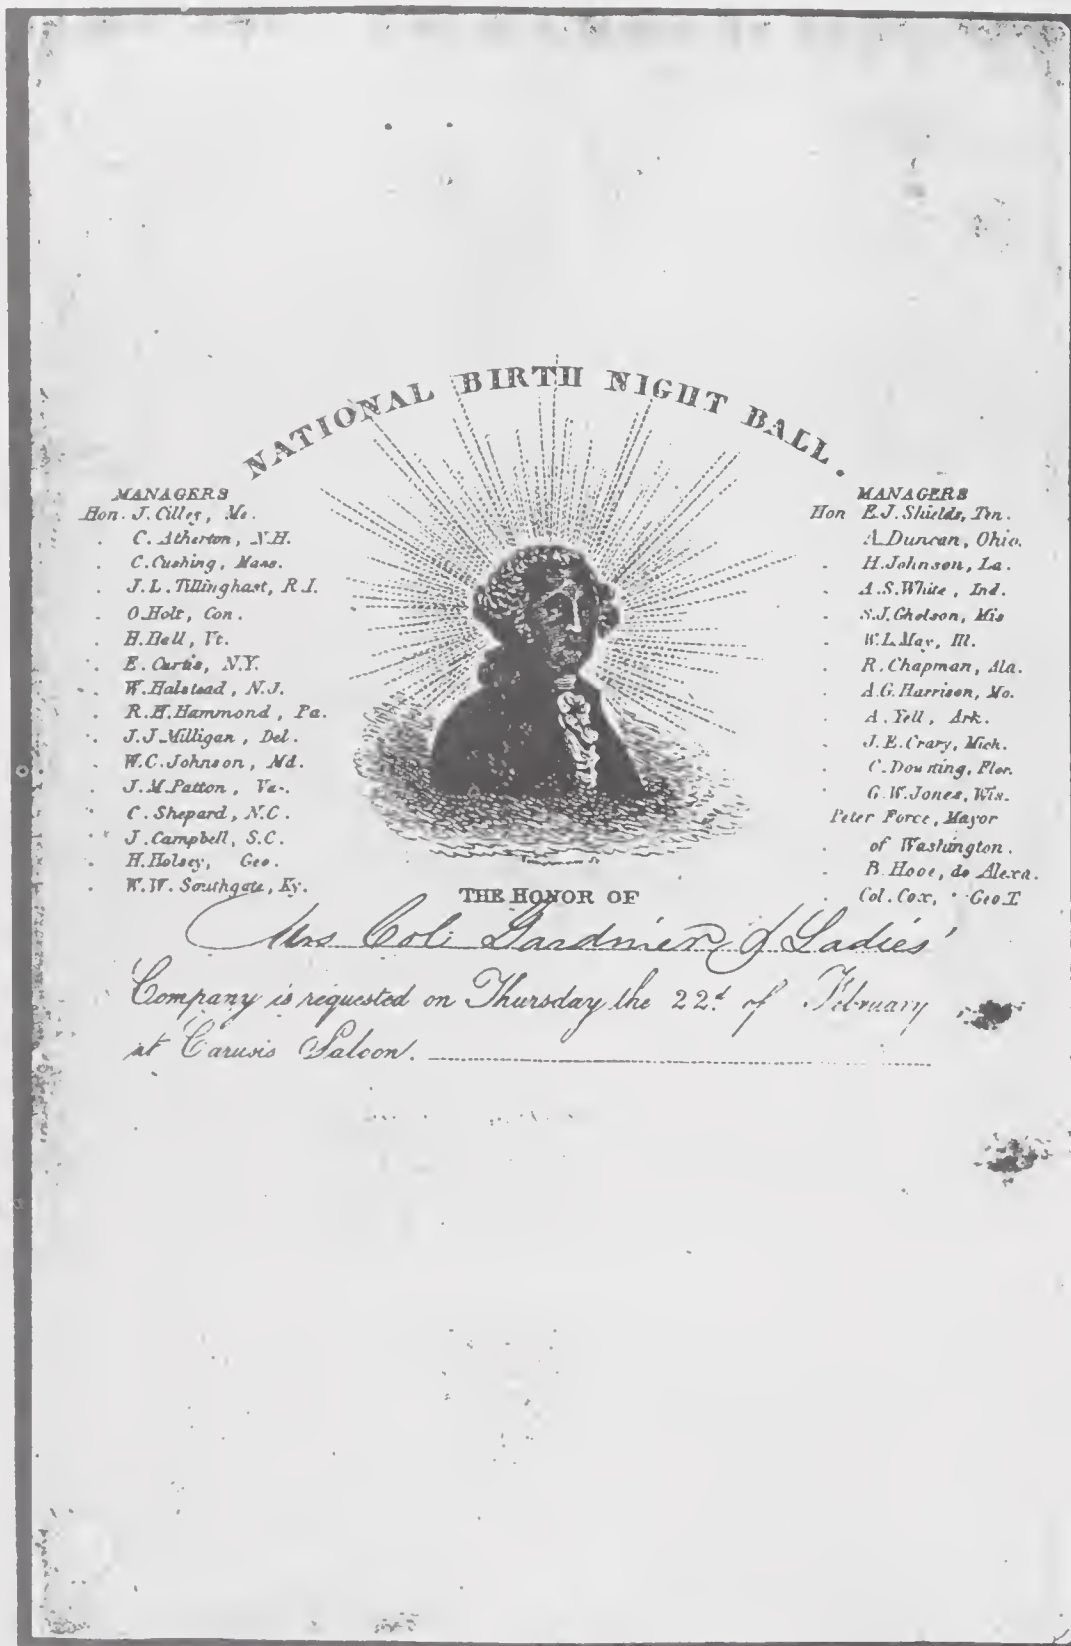 NATIONAL BIRTH NIGHT BALL.
MANAGERS
Hon. J. Cilley, Me.
C. Atherton, N.H.
C. Cushing, Mass.
J. L. Tillinghast, R.I.
O. Holt, Con.
H. Hall, Vt.
E. Curtis, N.Y.
W. Halstead, N.J.
R. H. Hammond, Pa.
J. J. Milligan, Del.
W. C. Johnson, Md.
J. M. Patton, Va.
C. Shepard, N.C.
J. Campbell, S.C.
H. Holsey, Geo.
W. W. Southgate, Ky.
MANAGERS
Hon E. J. Shields, Ten.
A. Duncan, Ohio.
H. Johnson, La.
A. S. White, Ind.
S. J. Gholson, Mis
W. L. May, Ill.
R. Chapman, Ala.
A. G. Harrison, Mo.
A. Yell, Ark.
J. E. Crary, Mich.
C. Downing, Flor.
G. W. Jones, Wis.
Peter Force, Mayor
of Washington.
B. Hooe, do Alexa.
Col. Cox, " Geo T.
THE HONOR OF
Mrs Col. Gardiner & Ladies'
Company is requested on Thursday the 22d. of February
at Carusis Saloon.